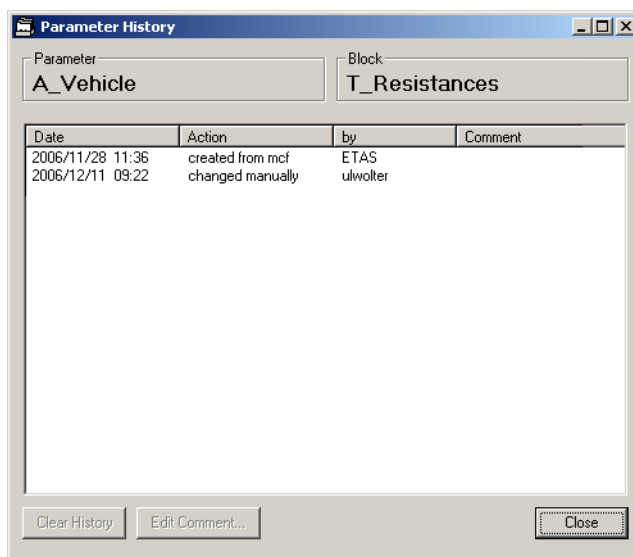 Parameter History
Parameter
Block
A_Vehicle
T_Resistances
Date Action by Comment
2006/11/28 11:36 created from mcf ETAS
2006/12/11 09:22 changed manually ulwolter
Clear History Edit Comment... Close